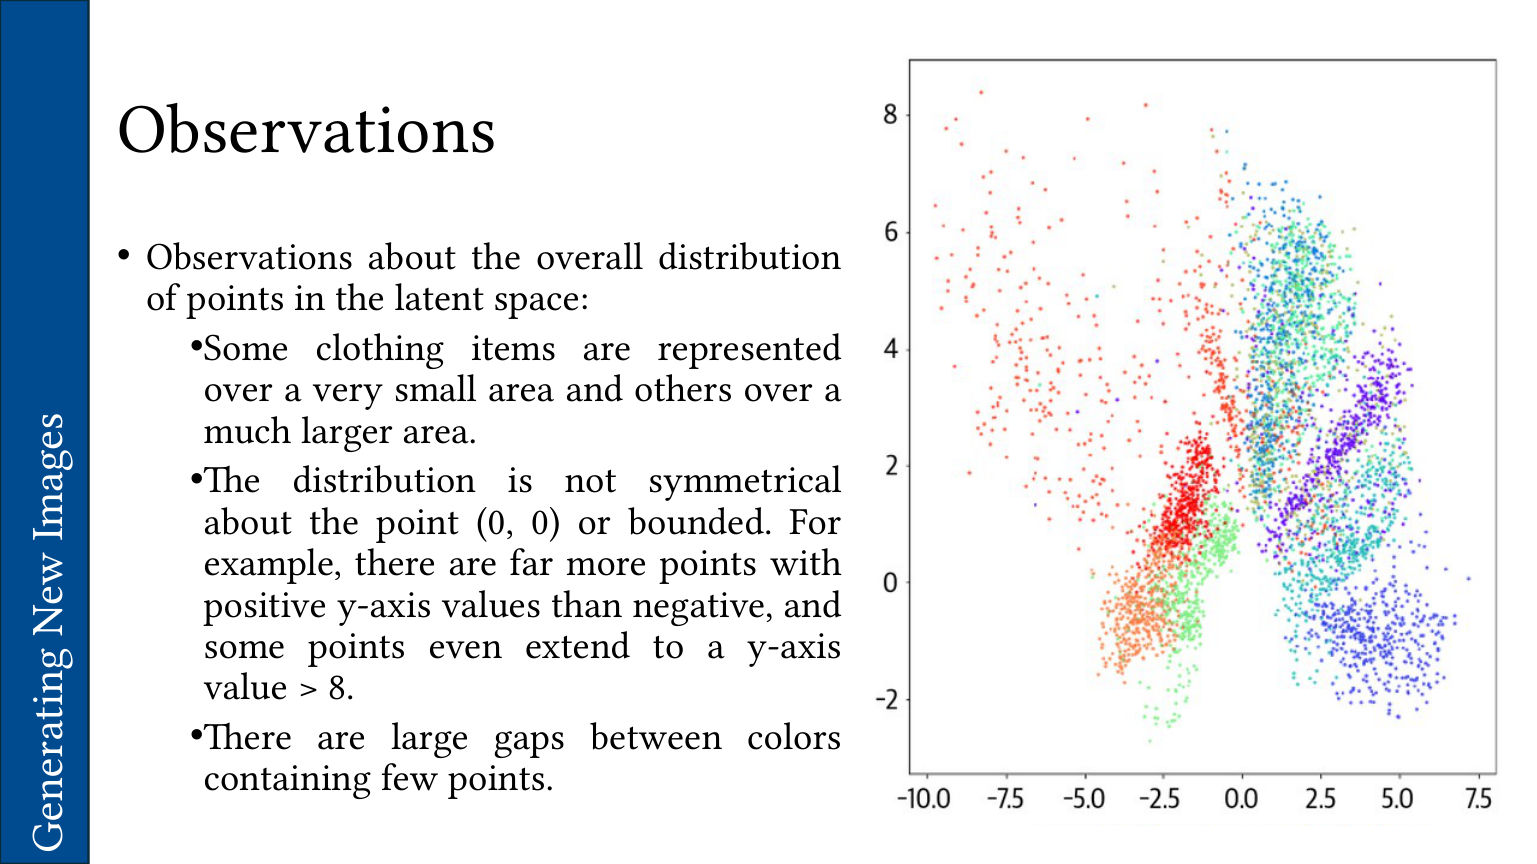 Generating New Images
Observations
• Observations about the overall distribution
of points in the latent space:
•Some clothing items are represented
over a very small area and others over a
much larger area.
•The distribution is not symmetrical
about the point (0, 0) or bounded. For
example, there are far more points with
positive y-axis values than negative, and
some points even extend to a y-axis
value > 8.
•There are large gaps between colors
containing few points.
8
6
4
2
0
−2
−10.0 −7.5 −5.0 −2.5 0.0 2.5 5.0 7.5